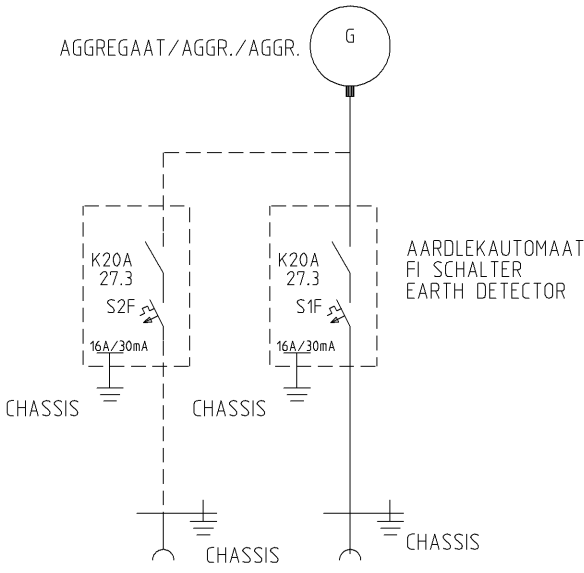 G
AGGREGAAT/AGGR./AGGR.
K20A
27.3
S2F
16A/30mA
CHASSIS
K20A
27.3
S1F
16A/30mA
CHASSIS
AARDLEKAUTOMAAT
FI SCHALTER
EARTH DETECTOR
CHASSIS
CHASSIS